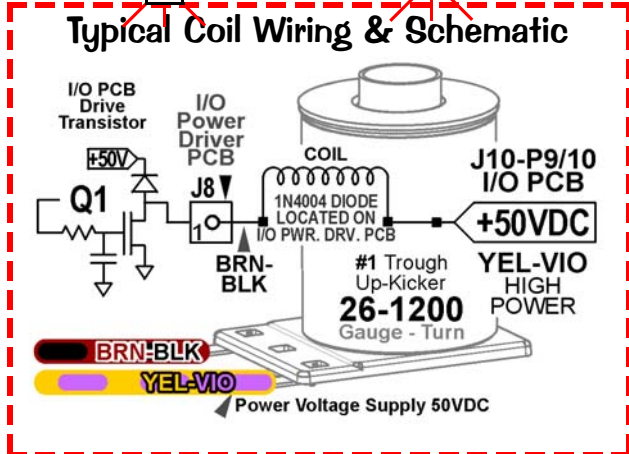 Typical Coil Wiring & Schematic
I/O PCB
Drive
Transistor
I/O
Power
Driver
PCB
+50V
Q1
J8
1
COIL
1N4004 DIODE
LOCATED ON
I/O PWR. DRV. PCB
BRN-
BLK
J10-P9/10
I/O PCB
+50VDC
YEL-VIO
HIGH
POWER
#1 Trough
Up-Kicker
26-1200
Gauge - Turn
BRN-BLK
YEL-VIO
Power Voltage Supply 50VDC